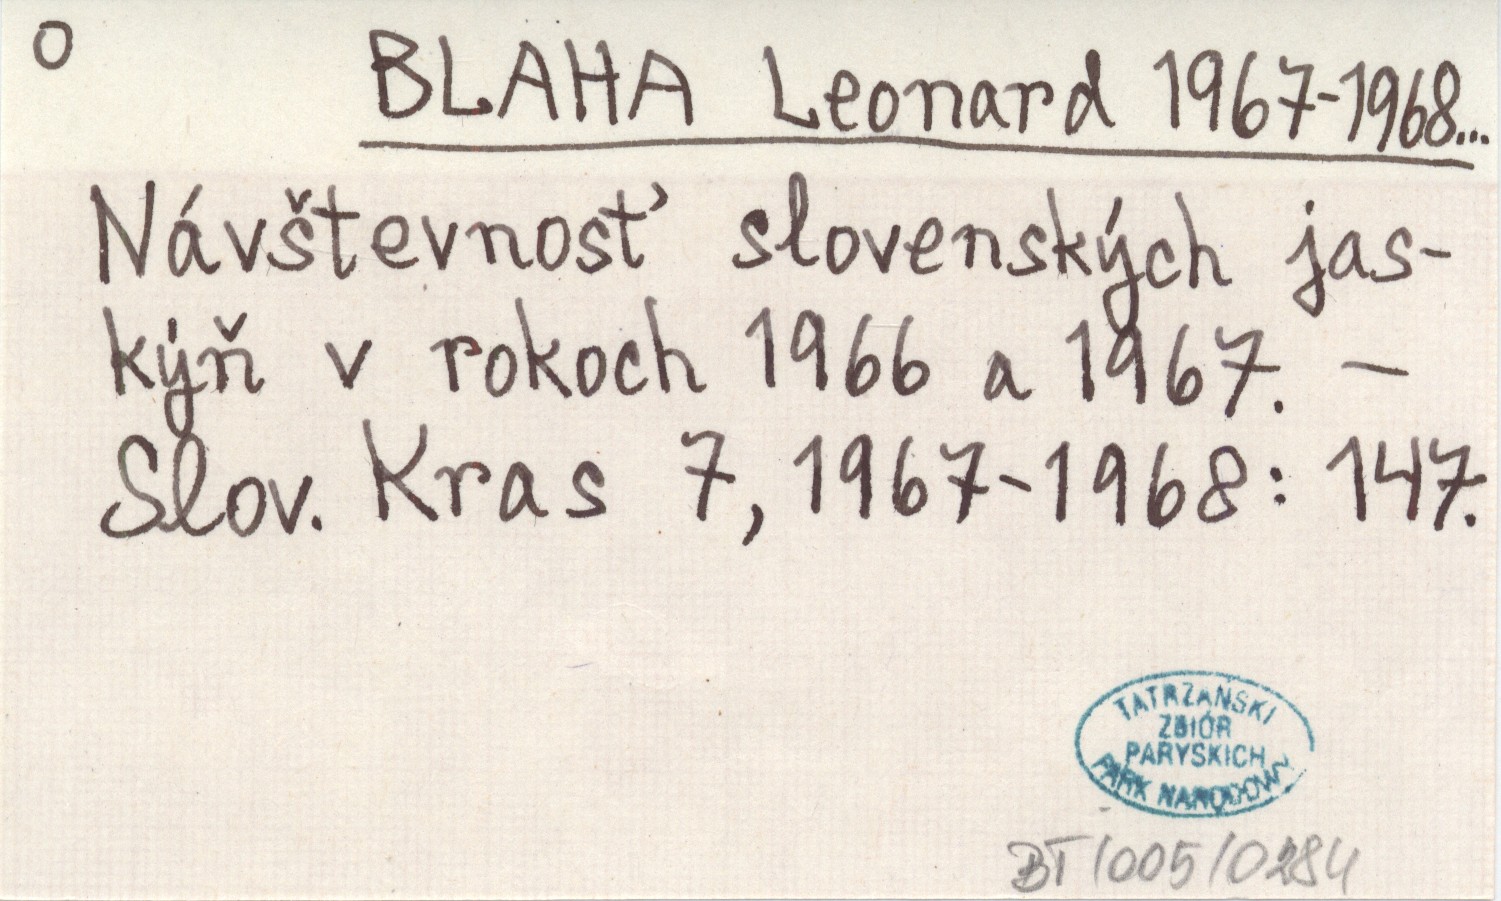 O BLAHA Leonard 1967-1968...
Návštevnosť slovenských jas-
kýň v rokoch 1966 a 1967. –
Slov. Kras 7, 1967-1968: 147.
TATRZAŃSKI
ZBIÓR
PARYSKICH
PARK NARODOWY
BT/005/0284